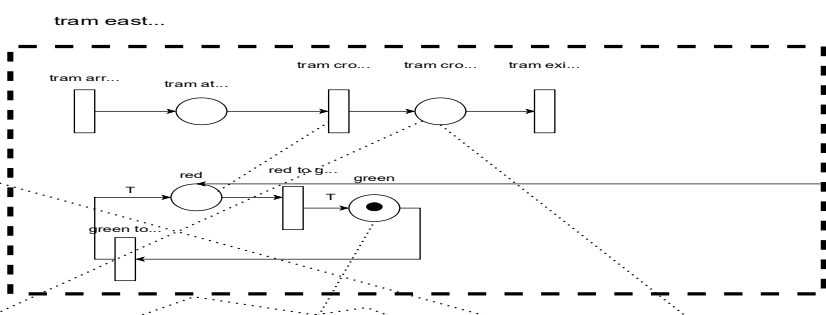 tram east...
tram cro...
tram cro...
tram exi...
tram arr...
tram at...
red to g...
red
green
T
T
green to...